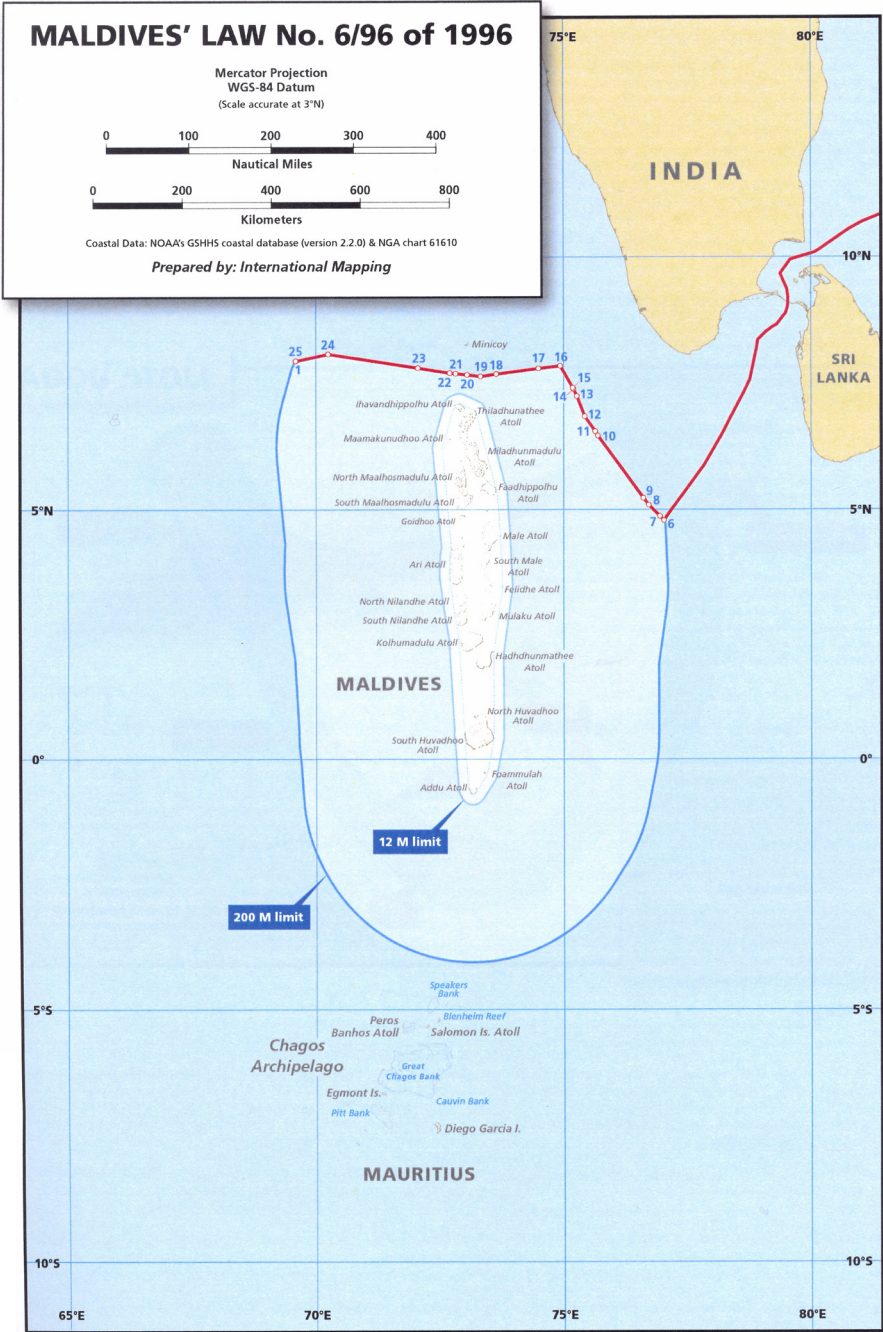 MALDIVES’ LAW No. 6/96 of 1996
Mercator Projection
WGS-84 Datum
(Scale accurate at 3°N)
0 100 200 300 400
Nautical Miles
0 200 400 600 800
Kilometers
Coastal Data: NOAA’s GSHHS coastal database (version 2.2.0) & NGA chart 61610
Prepared by: International Mapping
75°E
80°E
INDIA
10°N
SRI
LANKA
Minicoy
25
1
24
23
22
21
20
19
18
17
16
15
14
13
12
11
10
9
8
7
6
Ihavandhippolhu Atoll
Thiladhunathee
Atoll
Maamakunudhoo Atoll
Miladhunmadulu
Atoll
North Maalhosmadulu Atoll
Faadhippolhu
Atoll
South Maalhosmadulu Atoll
5°N
5°N
Goidhoo Atoll
Male Atoll
Ari Atoll
South Male
Atoll
Felidhe Atoll
North Nilandhe Atoll
South Nilandhe Atoll
Mulaku Atoll
Kolhumadulu Atoll
Hadhdhunmathee
Atoll
MALDIVES
North Huvadhoo
Atoll
South Huvadhoo
Atoll
0°
0°
Foammulah
Atoll
Addu Atoll
12 M limit
200 M limit
Speakers
Bank
5°S
5°S
Blenheim Reef
Peros
Banhos Atoll
Salomon Is. Atoll
Chagos
Archipelago
Great
Chagos Bank
Egmont Is.
Cauvin Bank
Pitt Bank
Diego Garcia I.
MAURITIUS
10°S
10°S
65°E
70°E
75°E
80°E